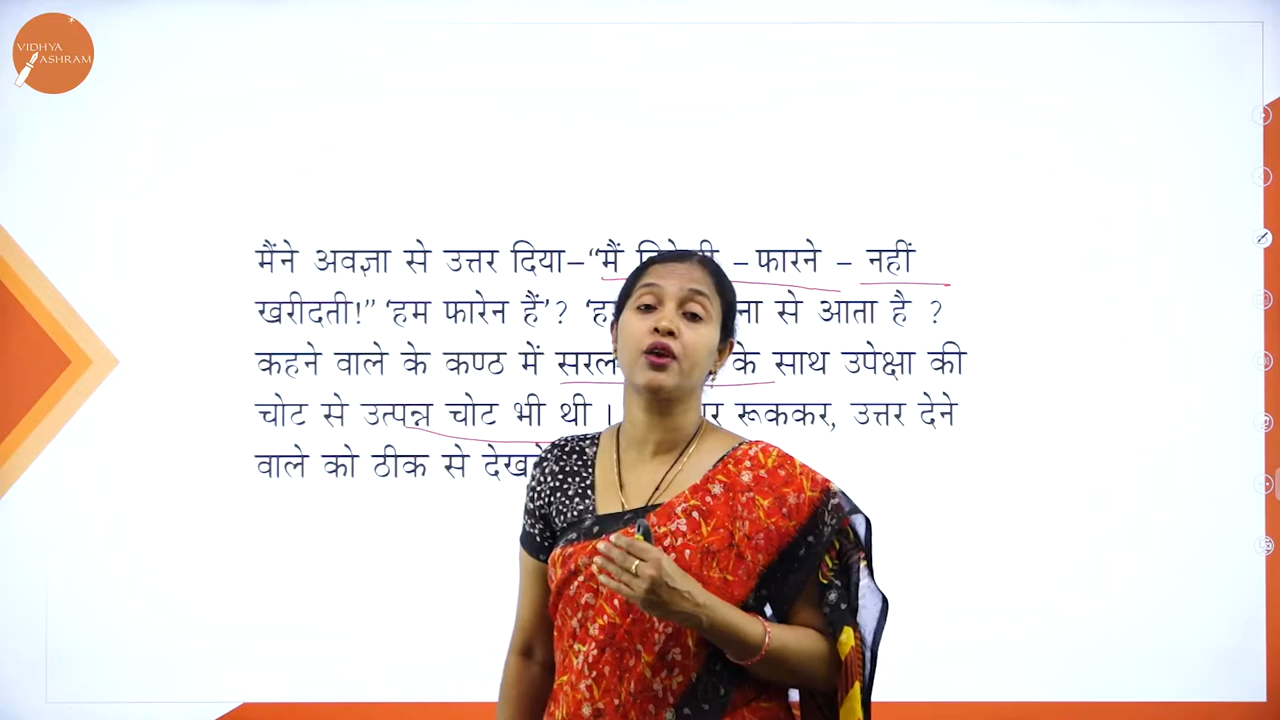 VIDHYA
ASHRAM
मैंने अवज्ञा से उत्तर दिया–“मैं – फारने – नहीं
खरीदती!” ‘हम फारेन हैं’? से आता है ?
कहने वाले के कण्ठ में के साथ उपेक्षा की
चोट से उत्पन्न चोट भी थी । रूककर, उत्तर देने
वाले को ठीक से